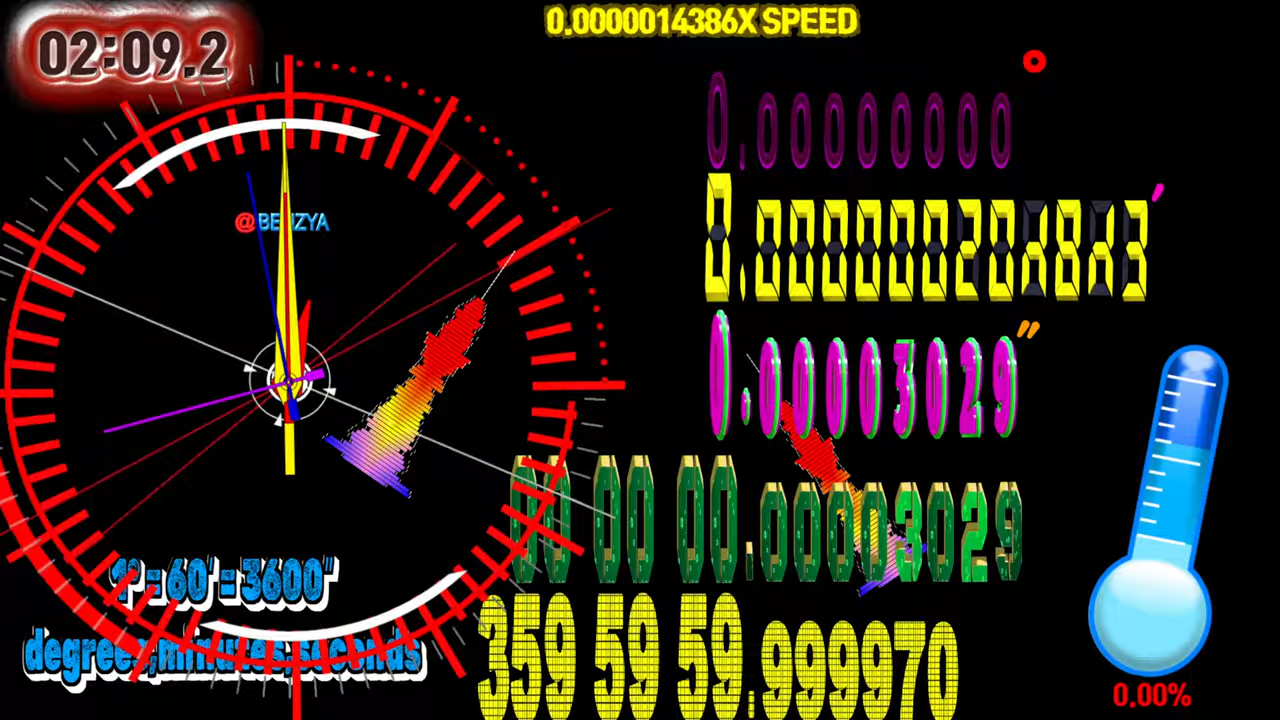 02:09.2
0.0000014386X SPEED
°
0.0000000
@BENZYA
0.0000003029"
00 00 00.00003029
1° = 60' = 3600"
degrees,minutes,seconds
359 59 59.999970
0.00%